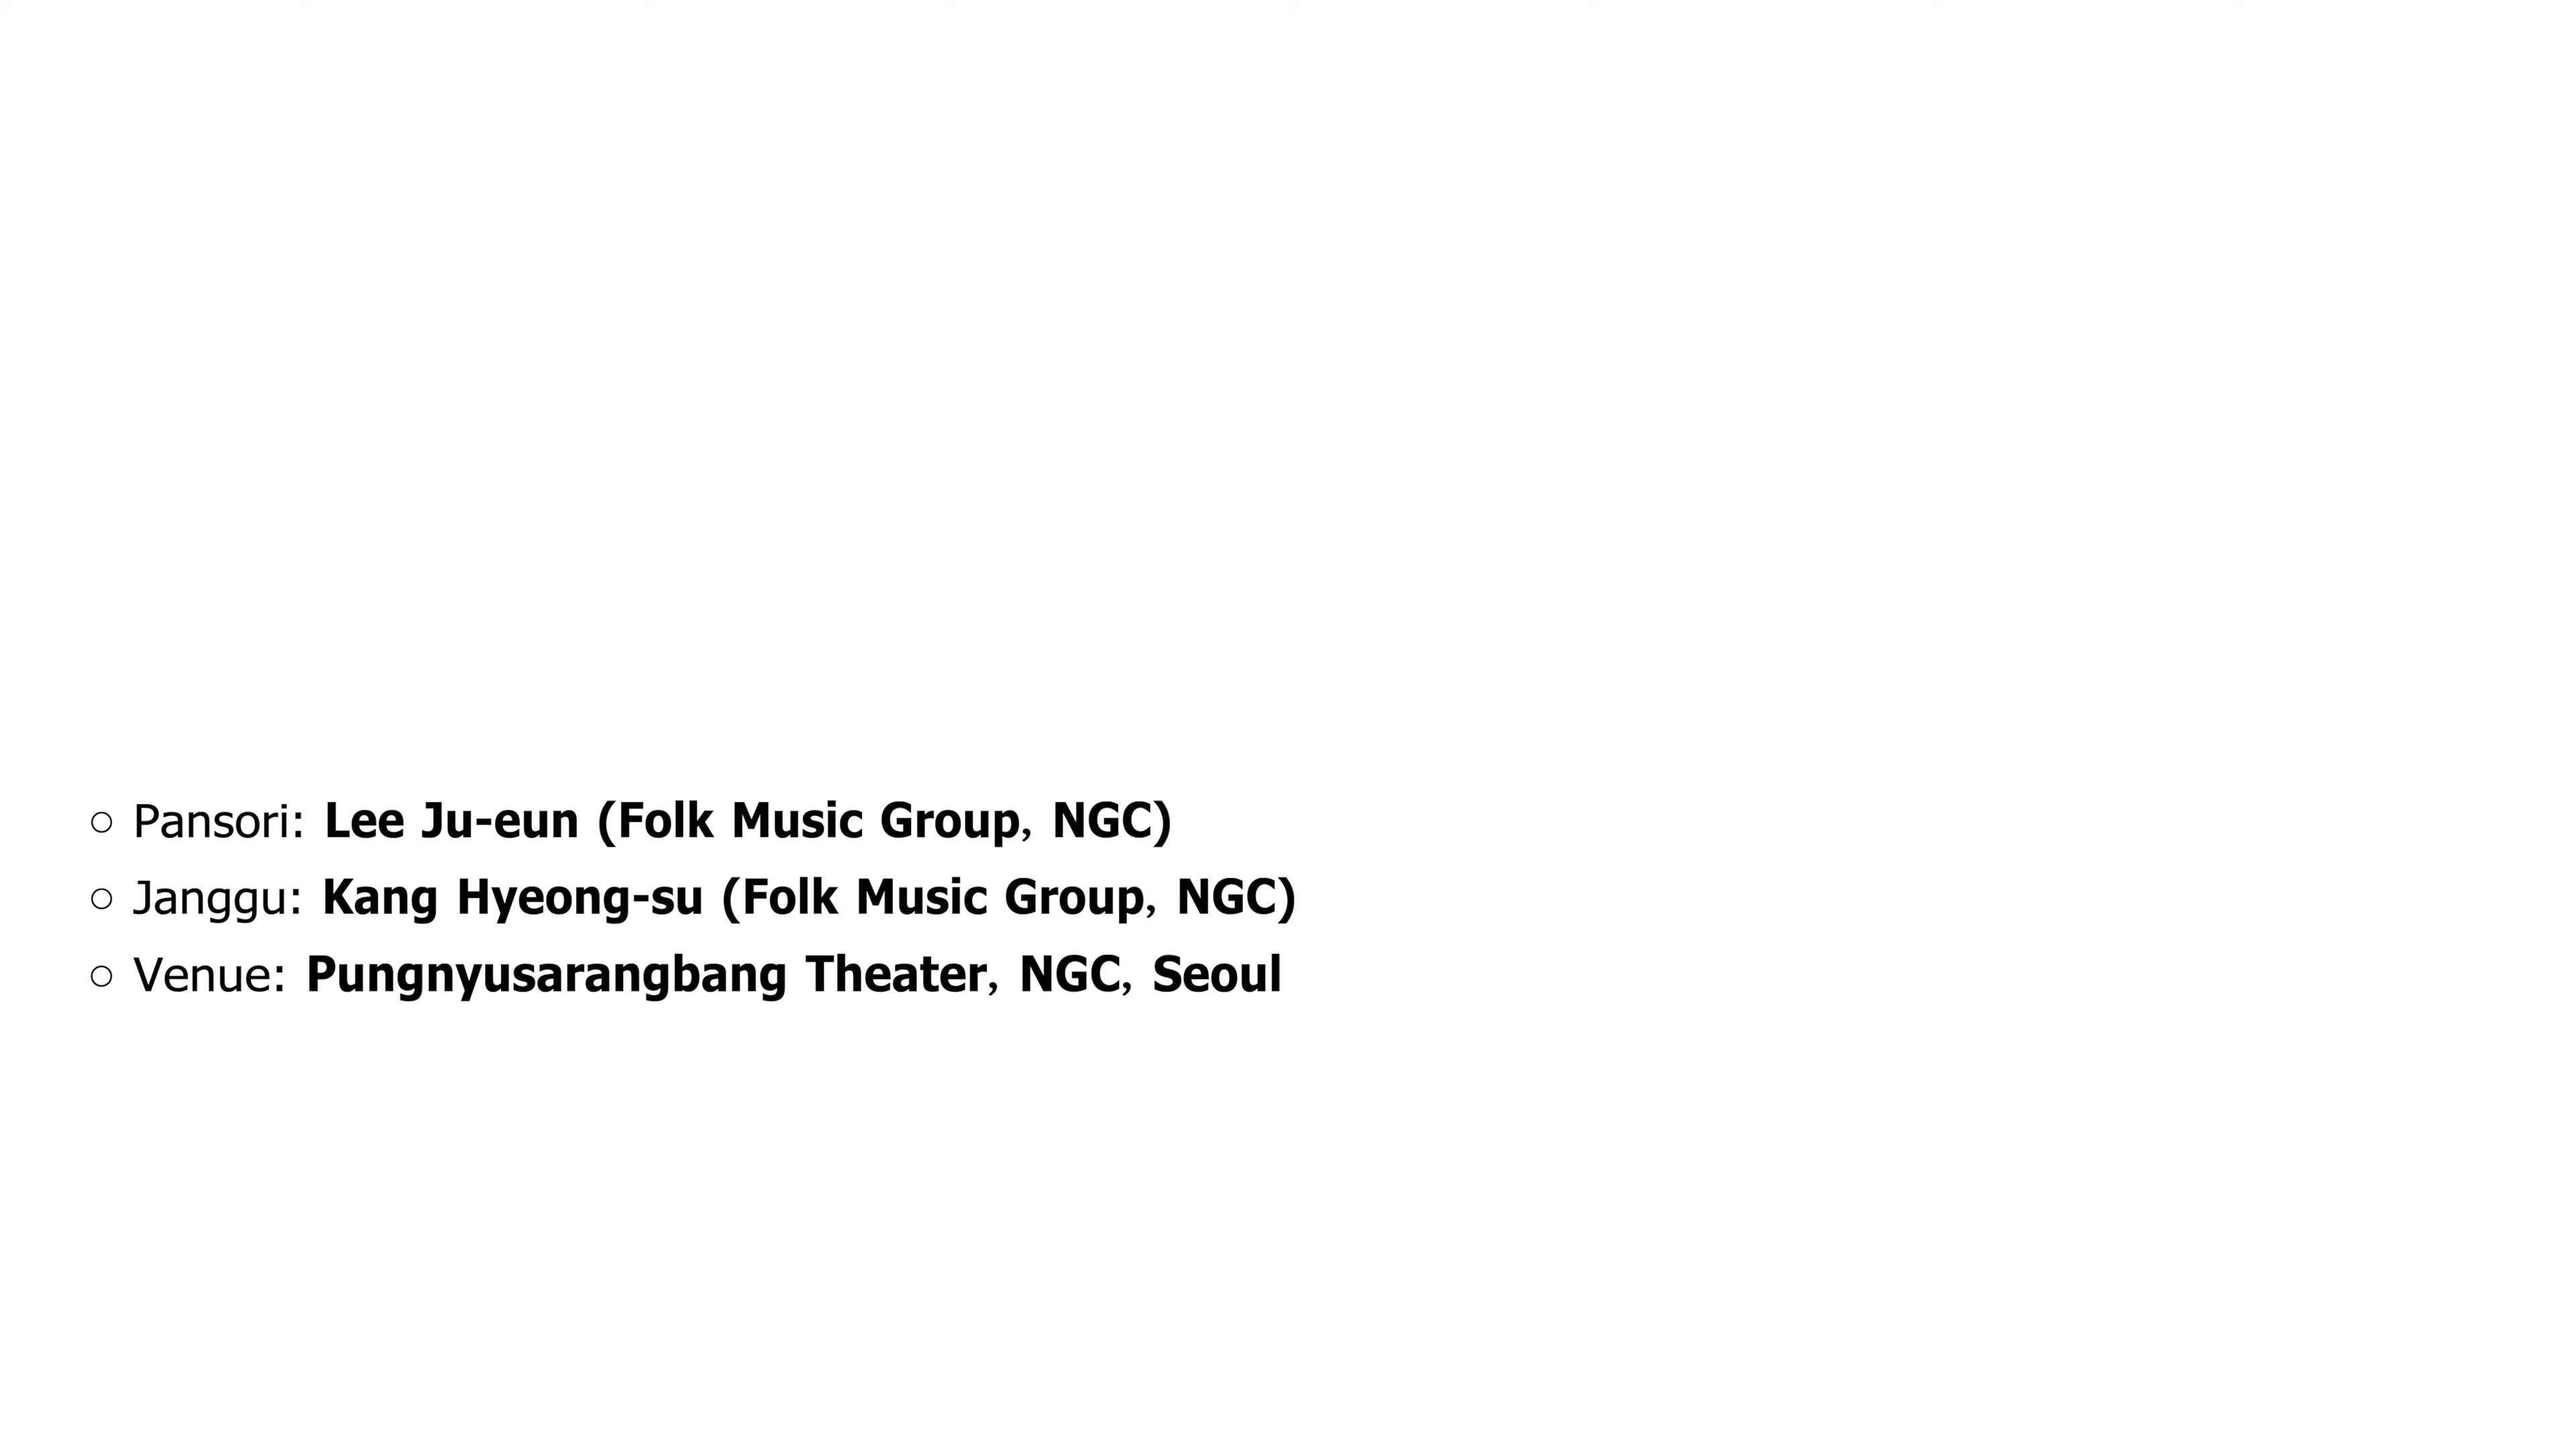 ○ Pansori: Lee Ju-eun (Folk Music Group, NGC)
○ Janggu: Kang Hyeong-su (Folk Music Group, NGC)
○ Venue: Pungnyusarangbang Theater, NGC, Seoul